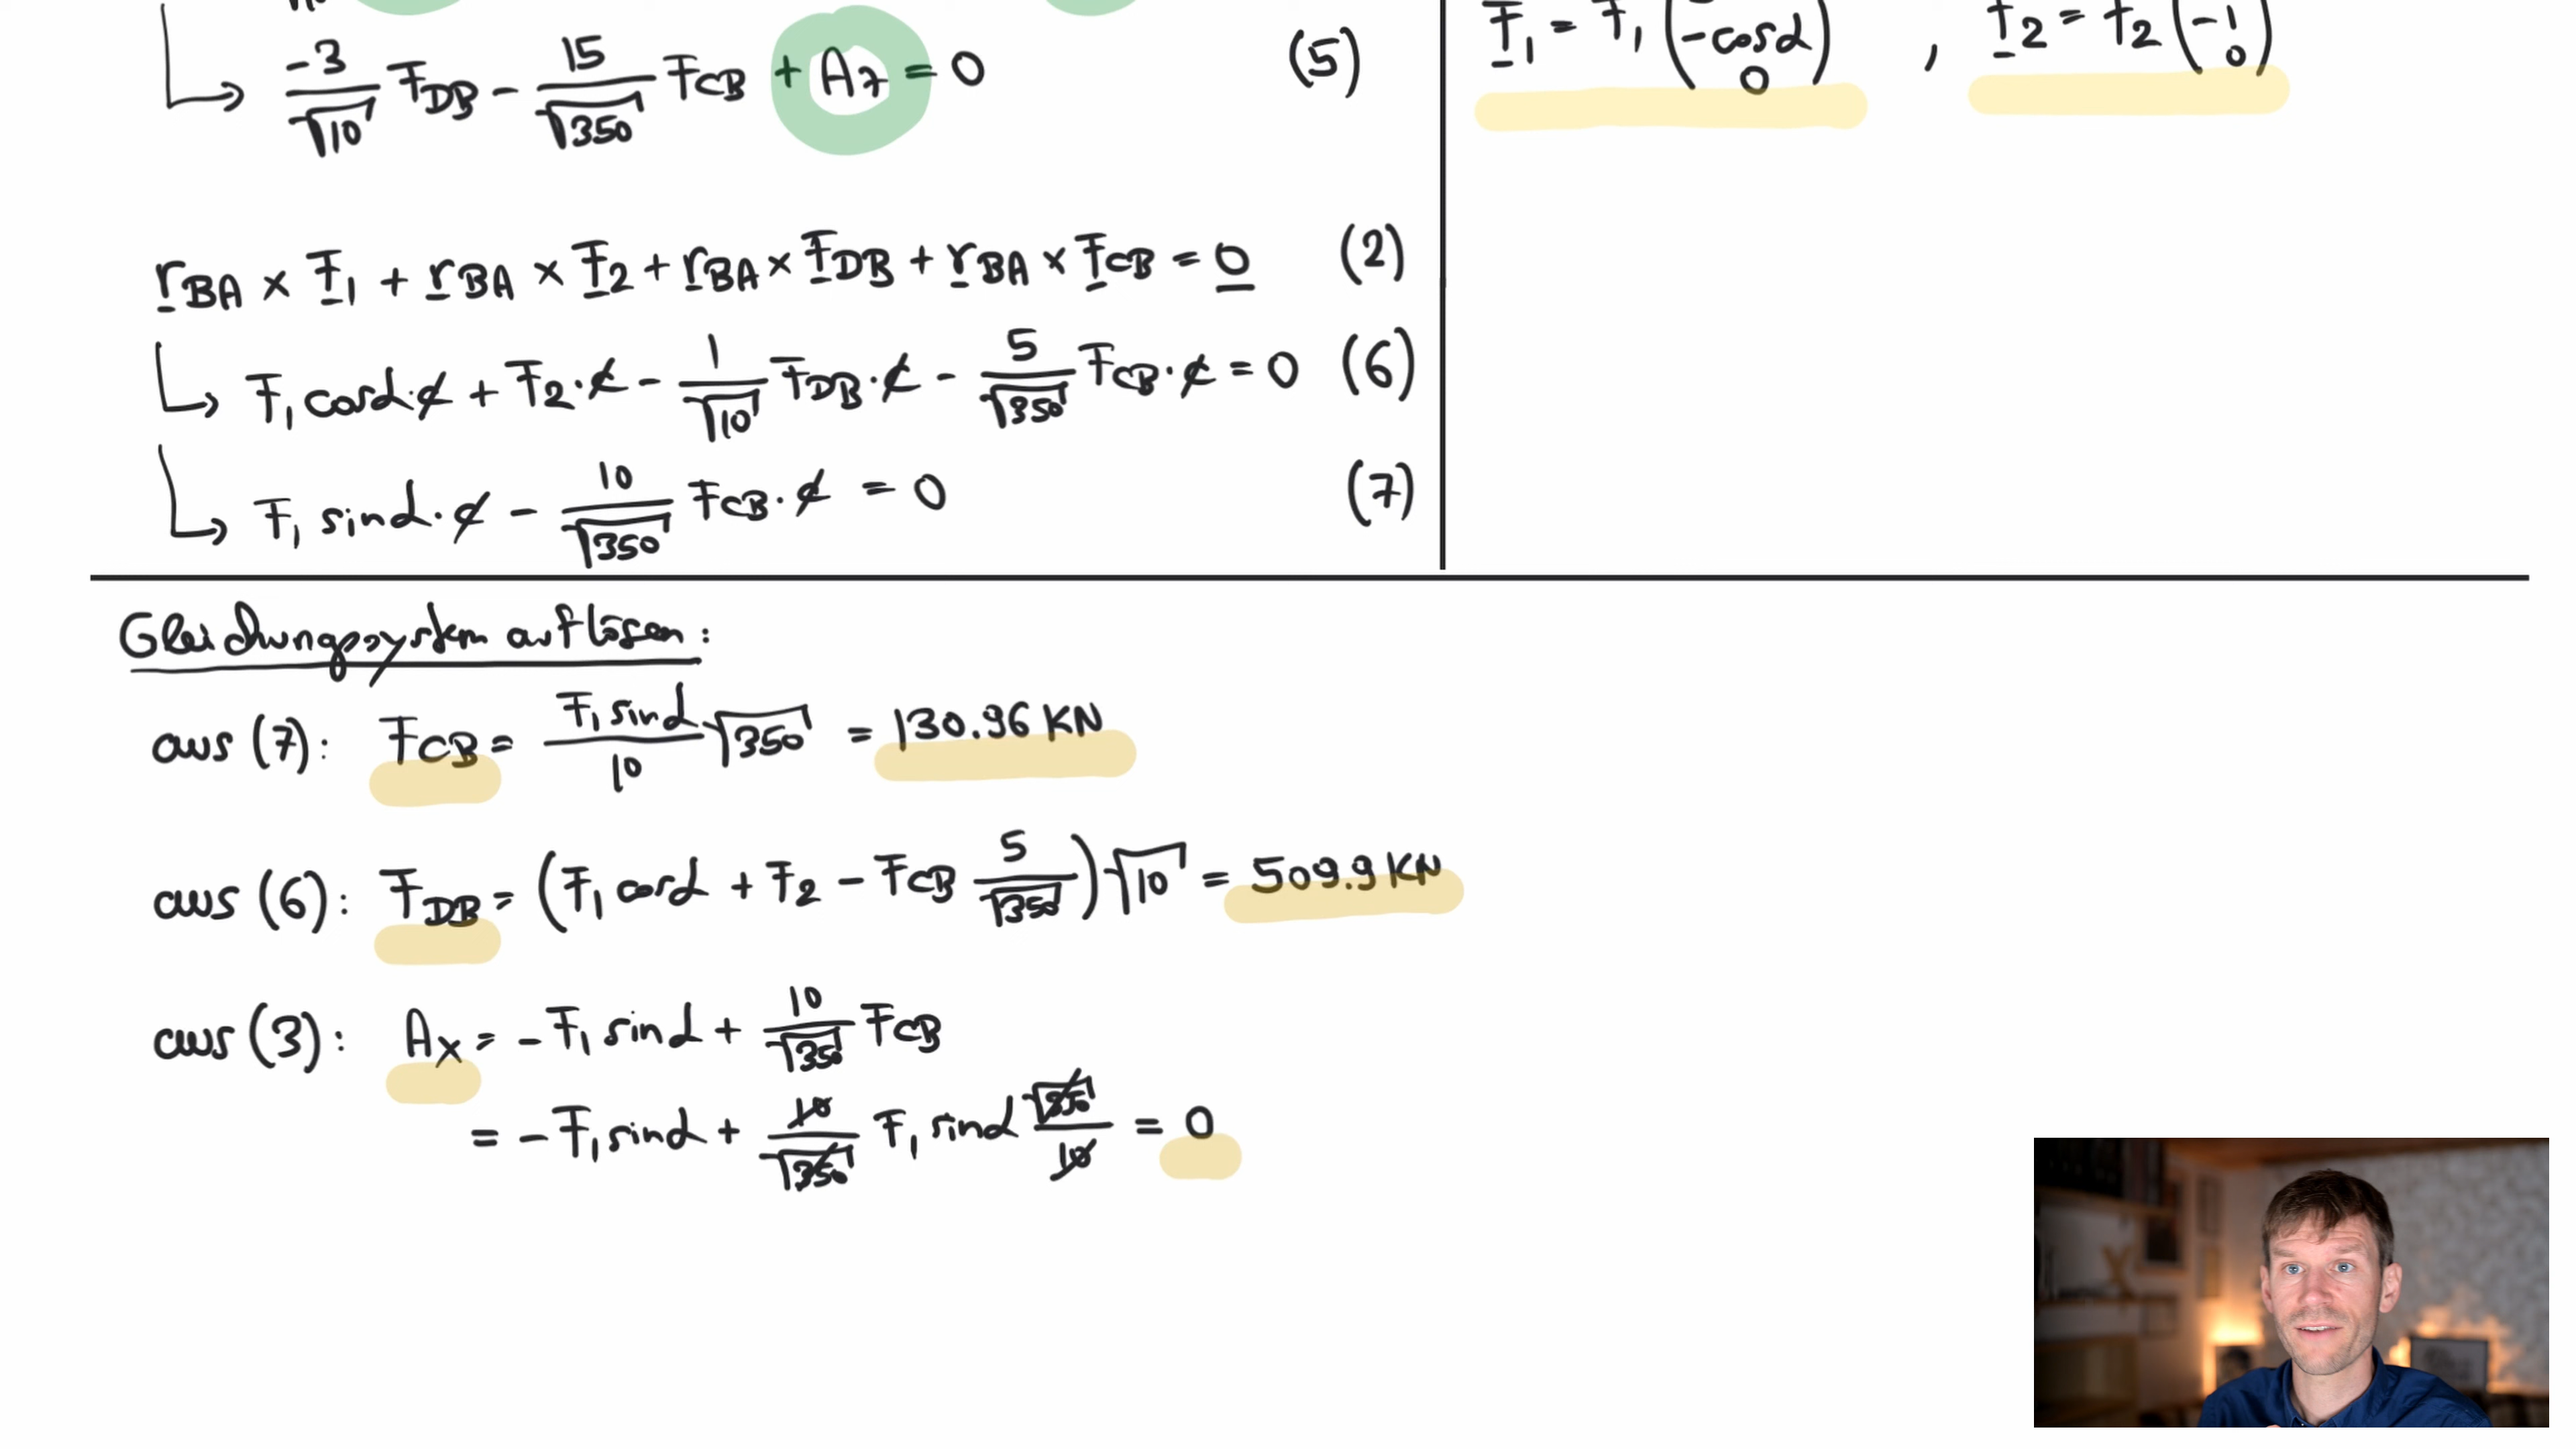 -3/√10 F_DB - 15/√350 F_CB + A_z = 0 (5)
F_1 = F_1 ( -cosα 0 ) , F_2 = F_2 ( -1 0 )
r_BA × F_1 + r_BA × F_2 + r_BA × F_DB + r_BA × F_CB = 0 (2)
F_1 cosα·c + F_2·c - 1/√10 F_DB·c - 5/√350 F_CB·c = 0 (6)
F_1 sinα·c - 10/√350 F_CB·c = 0 (7)
Gleichungssystem auflösen:
aus (7): F_CB = F_1 sinα/10 √350 = 130.96 KN
aus (6): F_DB = (F_1 cosα + F_2 - F_CB 5/√350) √10 = 509.9 KN
aus (3): A_x = -F_1 sinα + 10/√350 F_CB
= -F_1 sinα + 10/√350 F_1 sinα √350/10 = 0